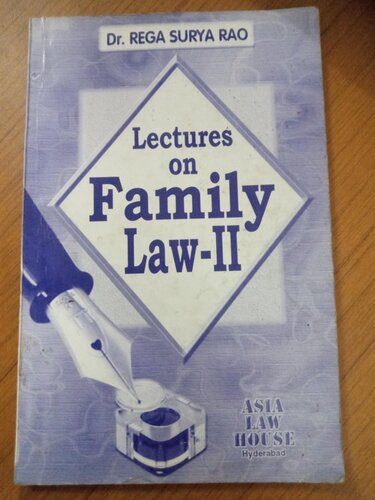 Dr. REGA SURYA RAO
Lectures
on
Family
Law-II
ASIA
LAW
HOUSE
Hyderabad